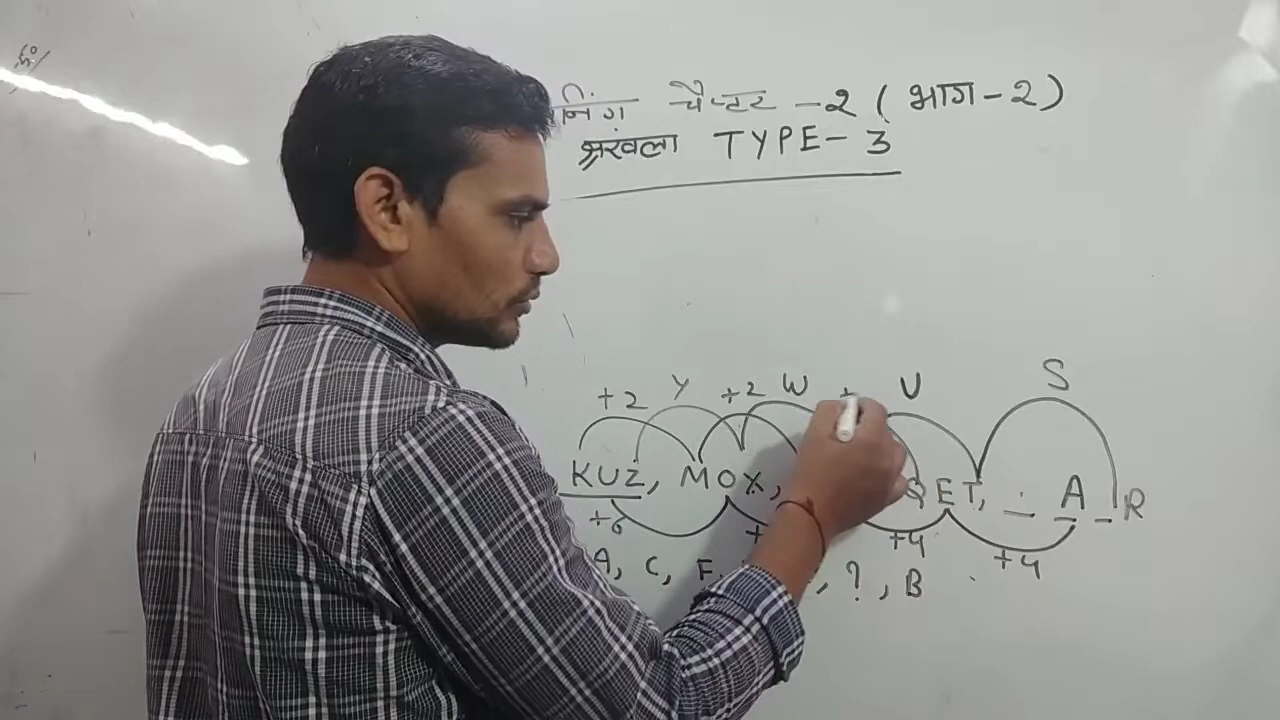 निंग चैप्टर -2 ( भाग-2)
श्रृंखला TYPE-3
+2 Y +2 W + U S
KUZ, MOX, SET, _ A _ R
+6 + +4 +4
A, C, F, ?, B